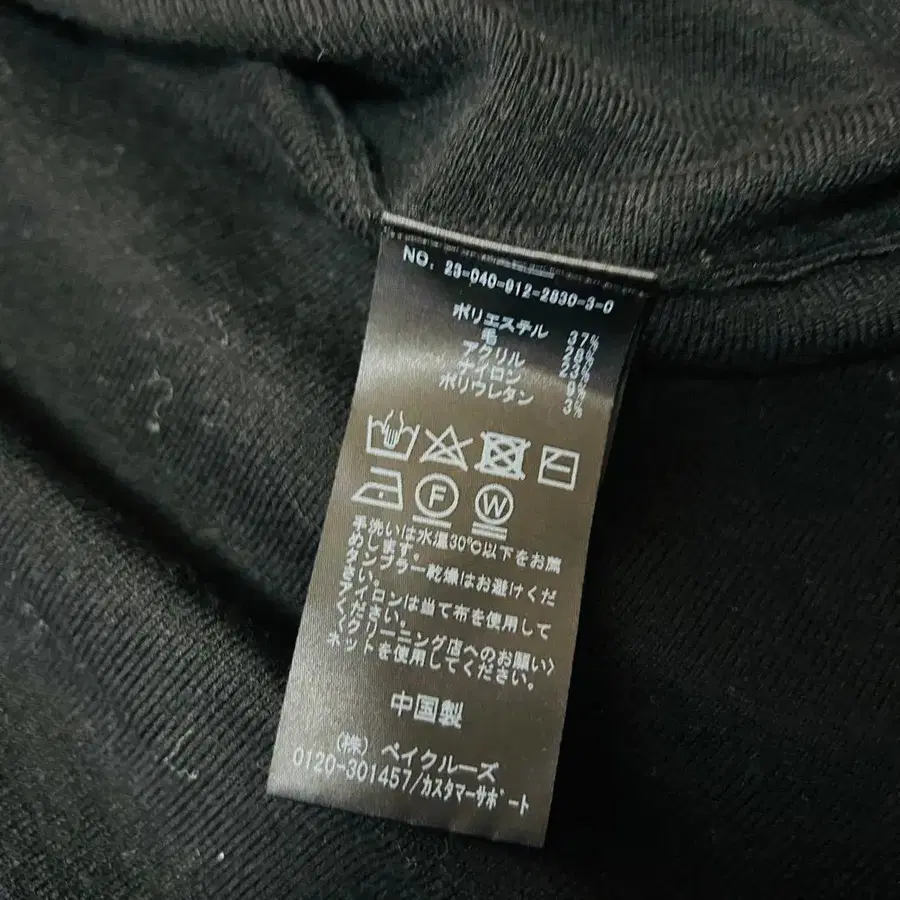 NO. 23-040-912-2830-3-0
ポリエステル 37%
毛 28%
アクリル 23%
ナイロン 9%
ポリウレタン 3%
F W
手洗いは水温30℃以下をお薦
めします。
タンブラー乾燥はお避けくだ
さい。
アイロンは当て布を使用して
ください。
〈クリーニング店へのお願い〉
ネットを使用してください。
中国製
(株) ベイクルーズ
0120-301457/カスタマーサポート